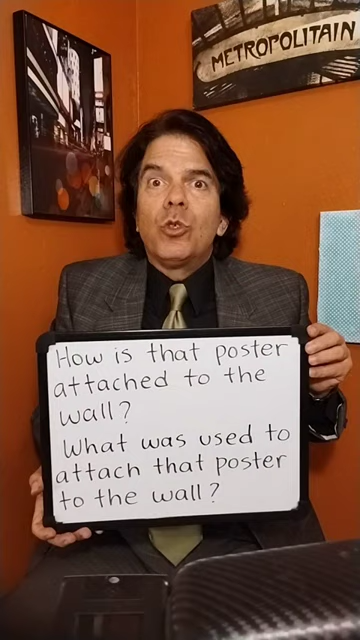 METROPOLITAIN
How is that poster
attached to the
wall?
What was used to
attach that poster
to the wall?